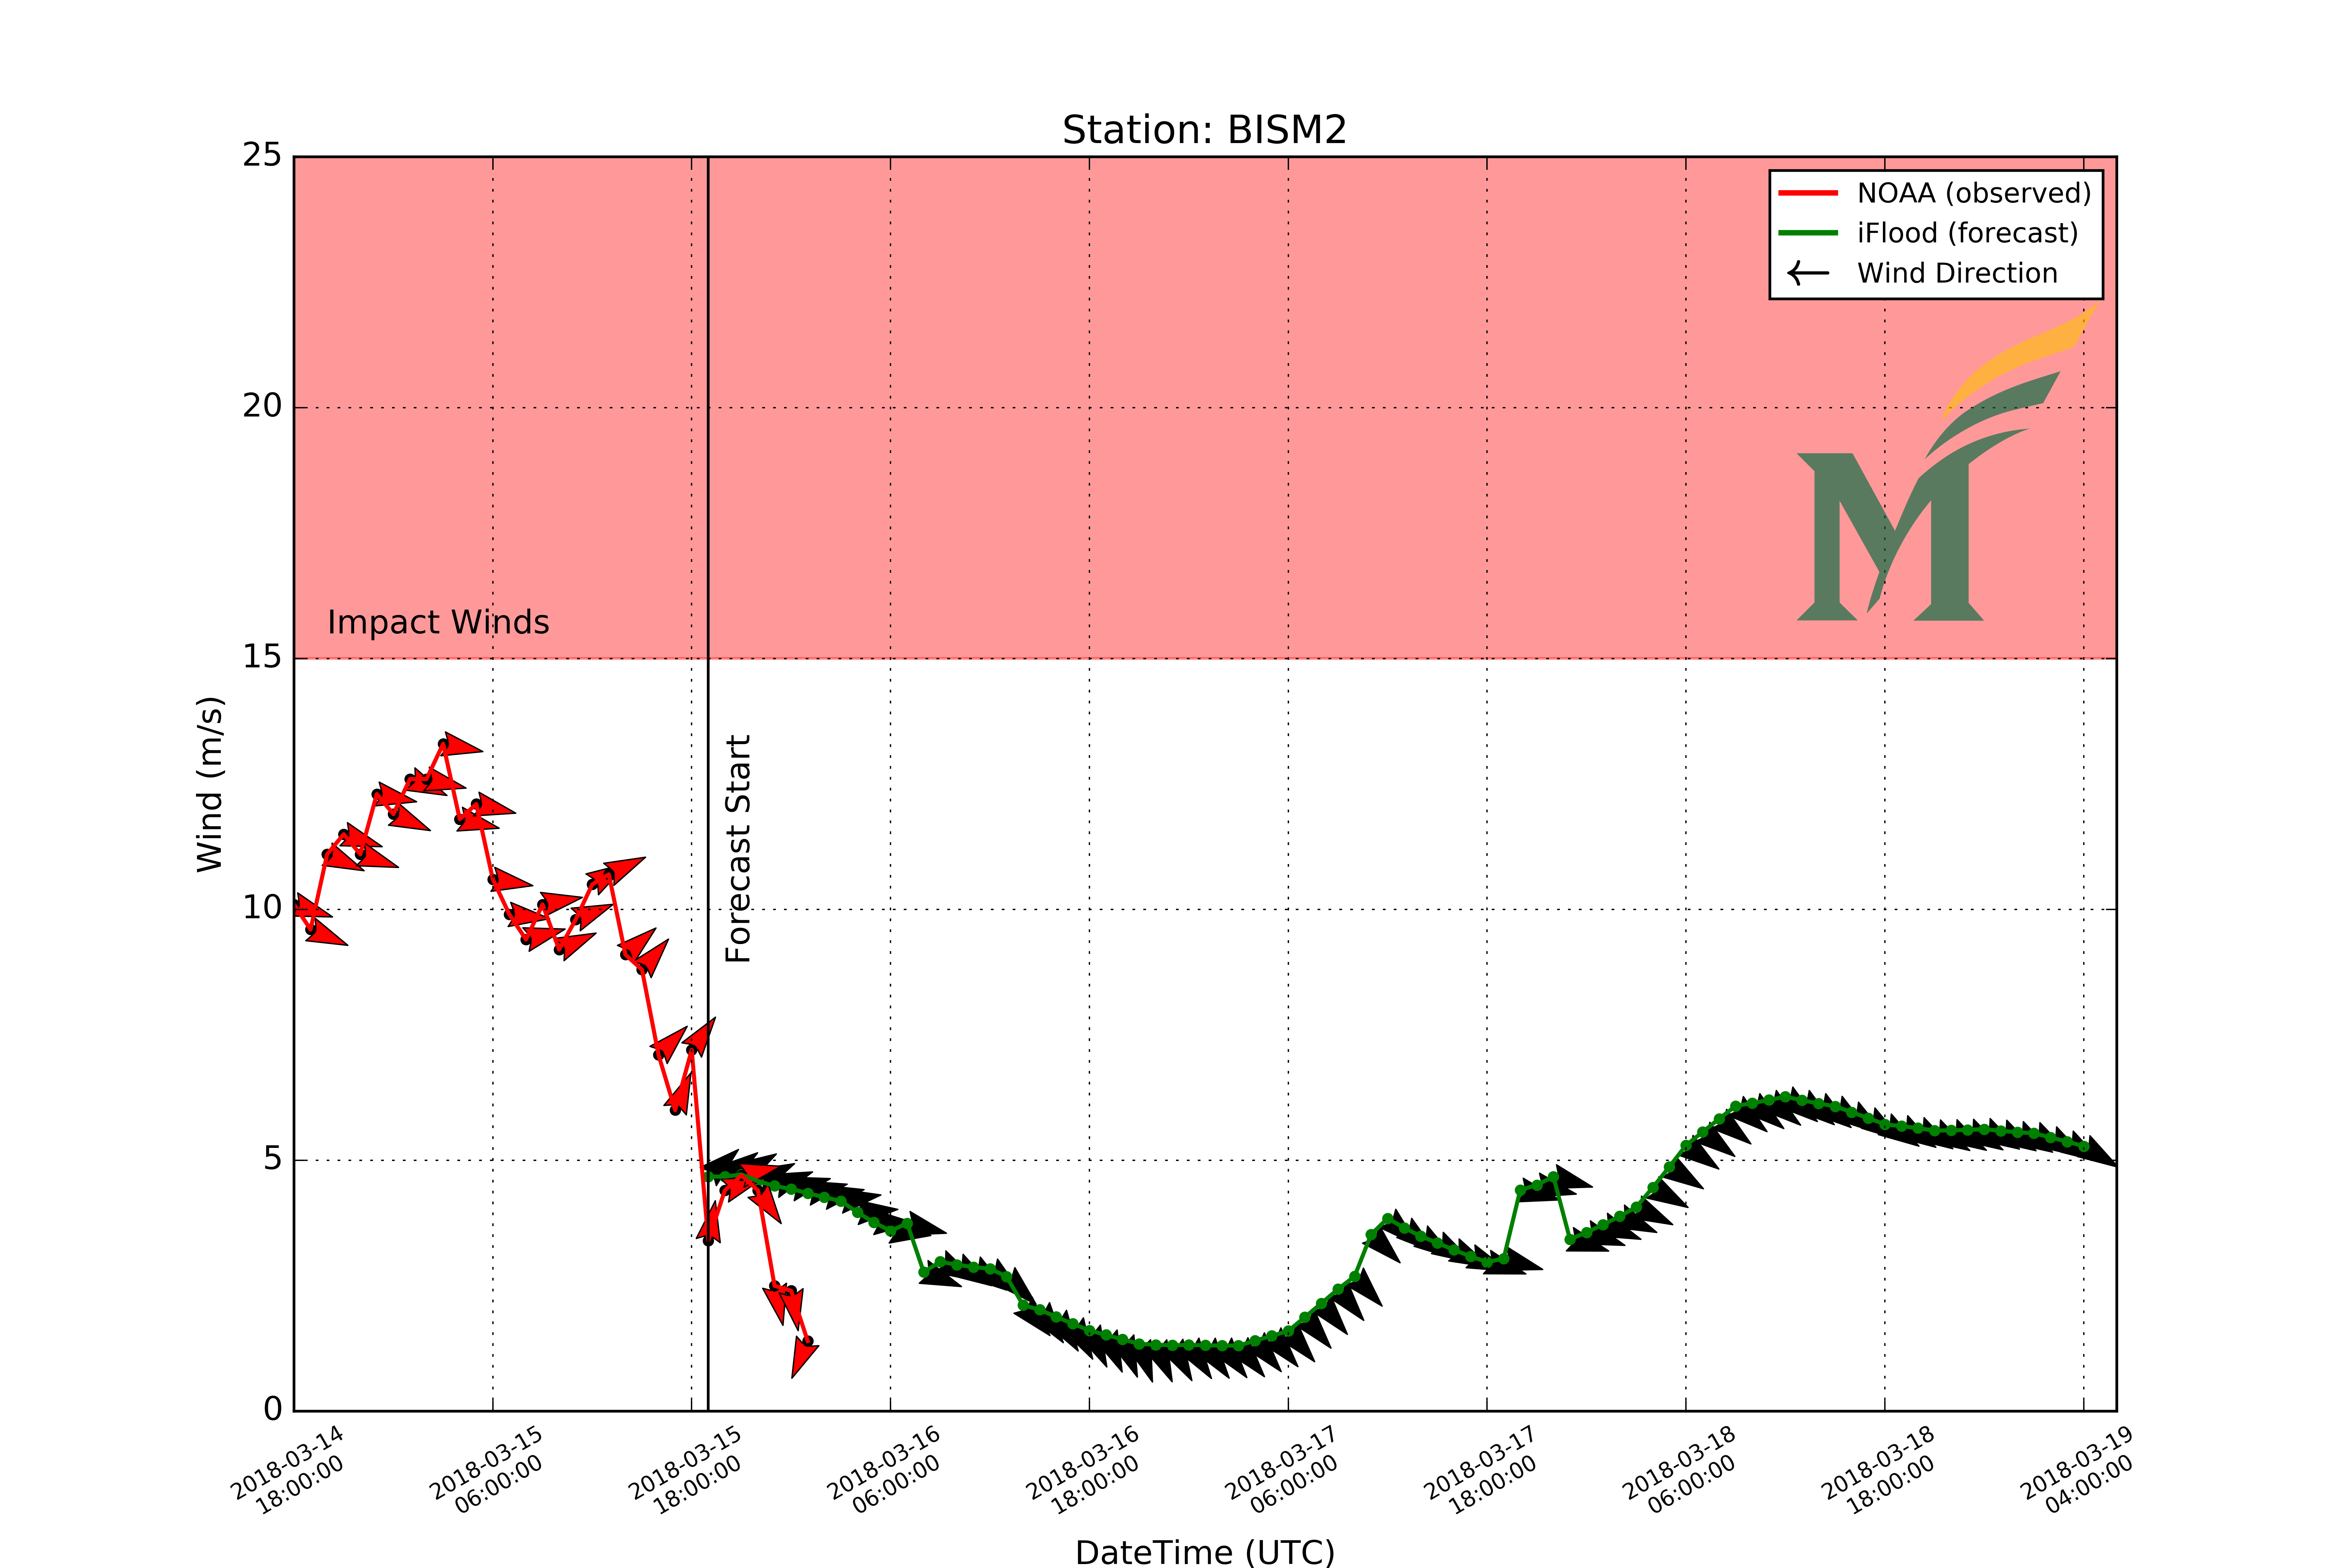 Station: BISM2
25
20
15
10
5
0
Wind (m/s)
NOAA (observed)
iFlood (forecast)
Wind Direction
Impact Winds
Forecast Start
M
2018-03-14
18:00:00
2018-03-15
06:00:00
2018-03-15
18:00:00
2018-03-16
06:00:00
2018-03-16
18:00:00
2018-03-17
06:00:00
2018-03-17
18:00:00
2018-03-18
06:00:00
2018-03-18
18:00:00
2018-03-19
04:00:00
DateTime (UTC)